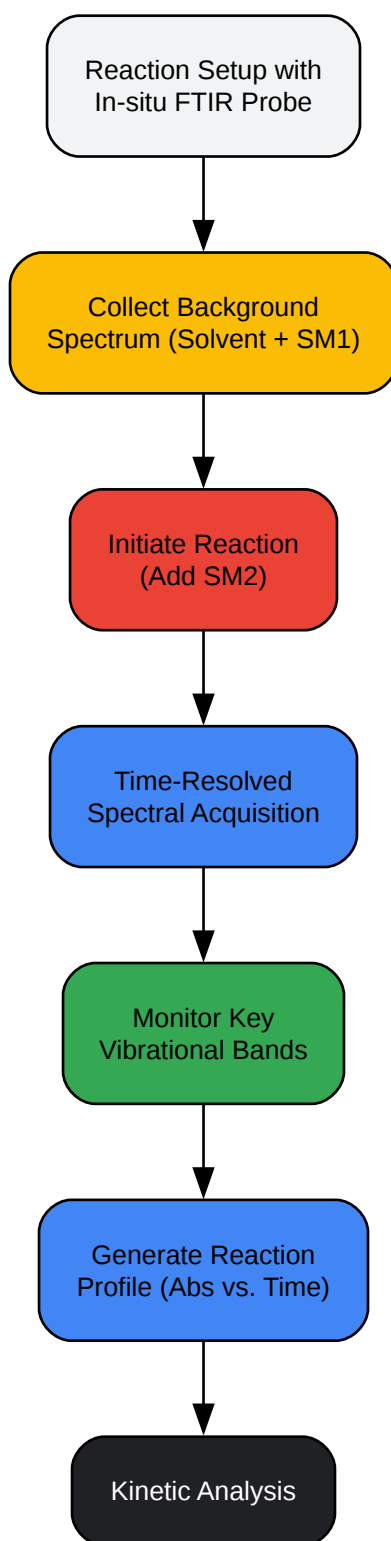 Reaction Setup with
In-situ FTIR Probe
Collect Background
Spectrum (Solvent + SM1)
Initiate Reaction
(Add SM2)
Time-Resolved
Spectral Acquisition
Monitor Key
Vibrational Bands
Generate Reaction
Profile (Abs vs. Time)
Kinetic Analysis